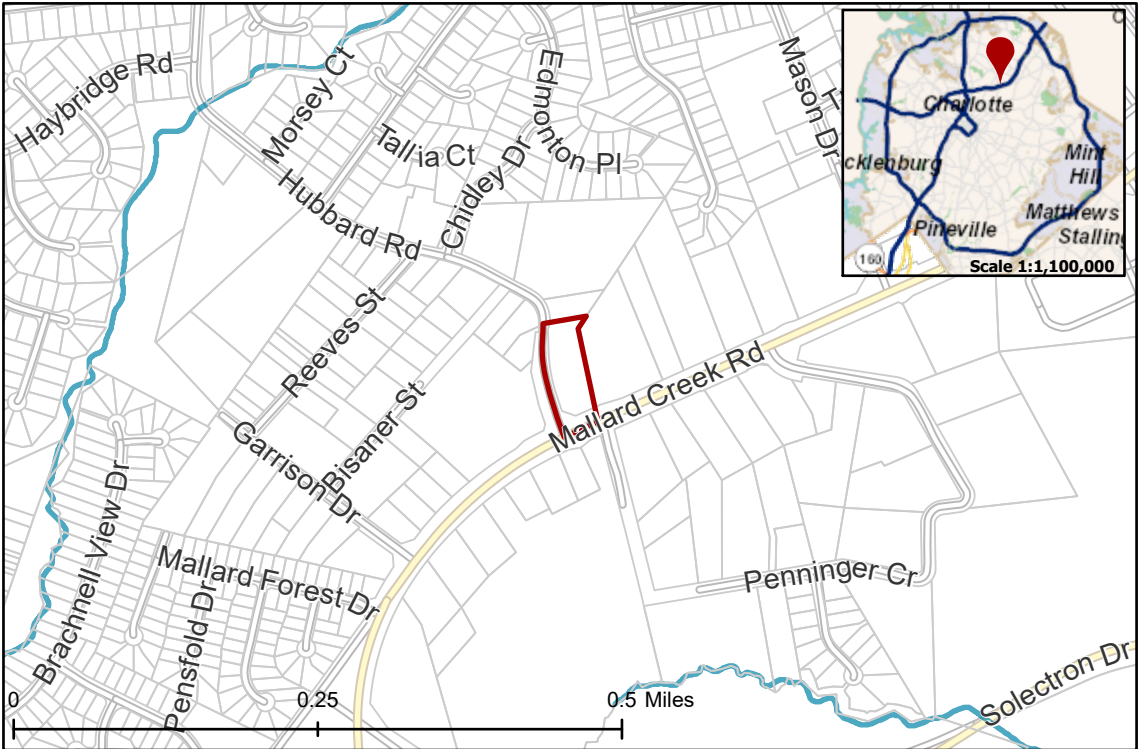 Haybridge Rd
Morsey Ct
Edmonton Pl
Mason Dr
H
Tallia Ct
Chidley Dr
Hubbard Rd
Reeves St
Bisaner St
Garrison Dr
Mallard Creek Rd
Brachnell View Dr
Mallard Forest Dr
Pensfold Dr
Penninger Cr
Solectron Dr
0
0.25
0.5 Miles
C
Charlotte
cklenburg
Mint
Hill
Matthews
Stalling
Pineville
160
Scale 1:1,100,000